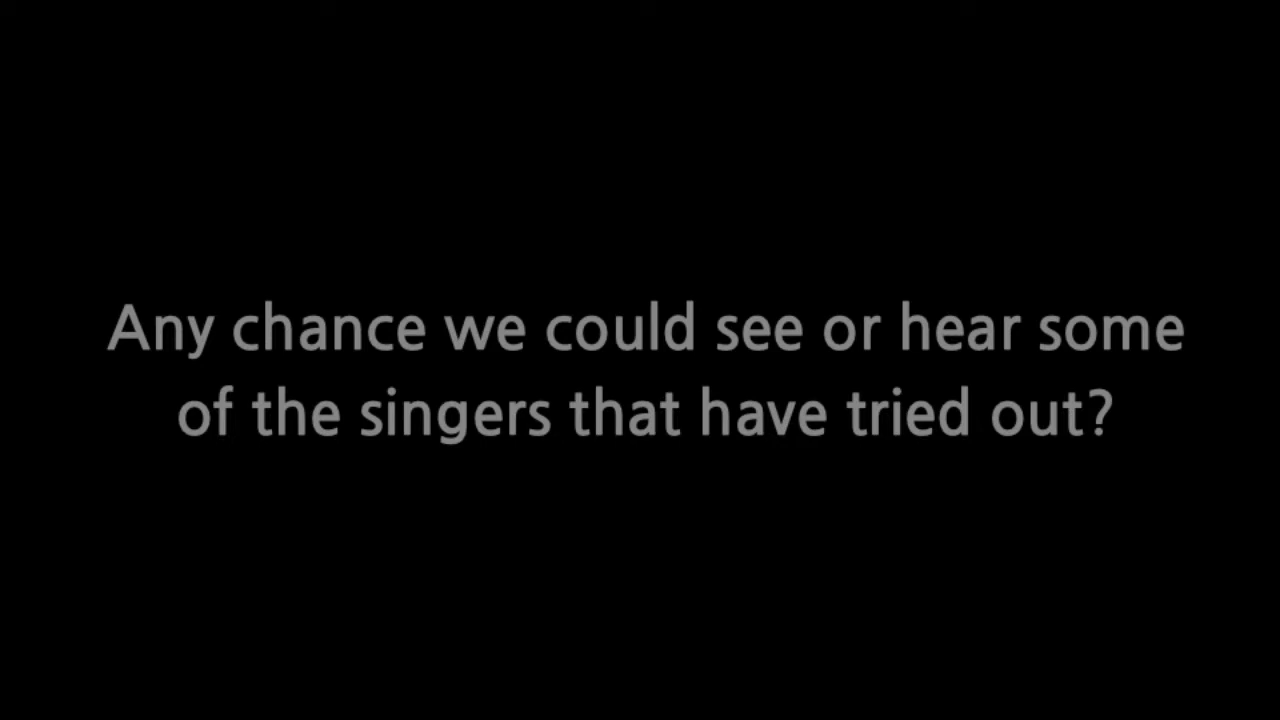 Any chance we could see or hear some
of the singers that have tried out?